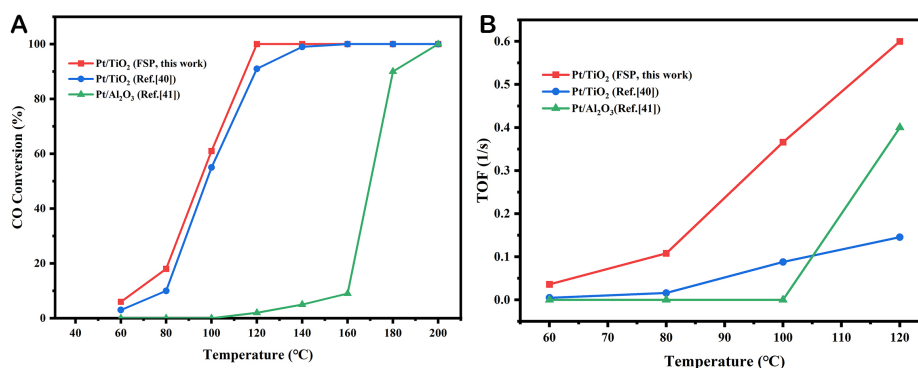 A
CO Conversion (%)
100
80
60
40
20
0
Pt/TiO2 (FSP, this work)
Pt/TiO2 (Ref.[40])
Pt/Al2O3 (Ref.[41])
40 60 80 100 120 140 160 180 200
Temperature (℃)
B
TOF (1/s)
0.6
0.5
0.4
0.3
0.2
0.1
0.0
Pt/TiO2 (FSP, this work)
Pt/TiO2 (Ref.[40])
Pt/Al2O3(Ref.[41])
60 70 80 90 100 110 120
Temperature (℃)